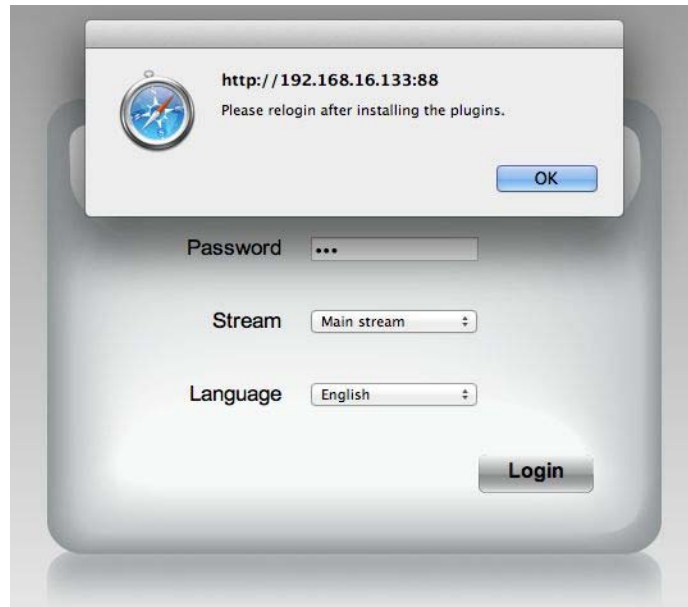 http://192.168.16.133:88
Please relogin after installing the plugins.
OK
Password •••
Stream Main stream
Language English
Login